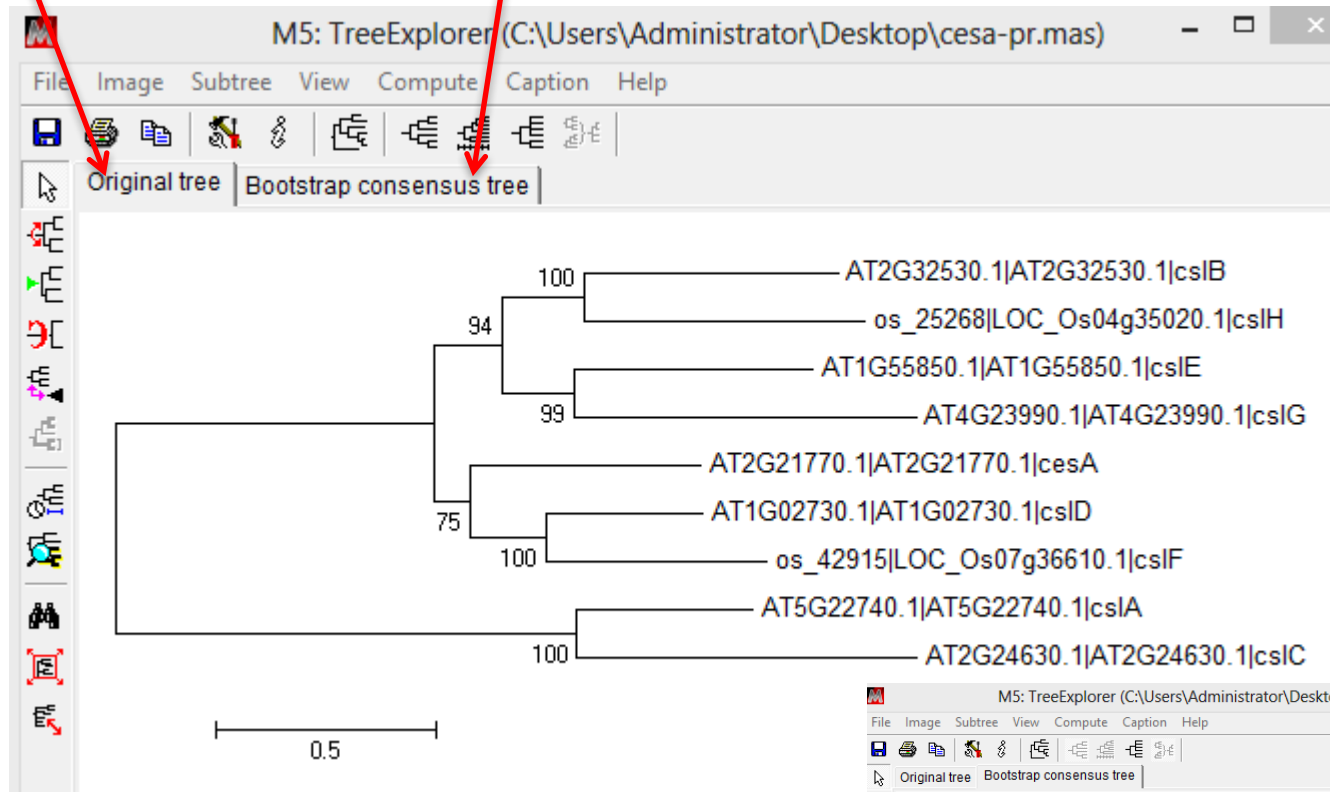 M5: TreeExplorer (C:\Users\Administrator\Desktop\cesa-pr.mas)
File Image Subtree View Compute Caption Help
Original tree Bootstrap consensus tree
100 AT2G32530.1|AT2G32530.1|cslB
os_25268|LOC_Os04g35020.1|cslH
94
AT1G55850.1|AT1G55850.1|cslE
99 AT4G23990.1|AT4G23990.1|cslG
AT2G21770.1|AT2G21770.1|cesA
AT1G02730.1|AT1G02730.1|cslD
75
100 os_42915|LOC_Os07g36610.1|cslF
AT5G22740.1|AT5G22740.1|cslA
100 AT2G24630.1|AT2G24630.1|cslC
0.5
M5: TreeExplorer (C:\Users\Administrator\Deskt
File Image Subtree View Compute Caption Help
Original tree Bootstrap consensus tree